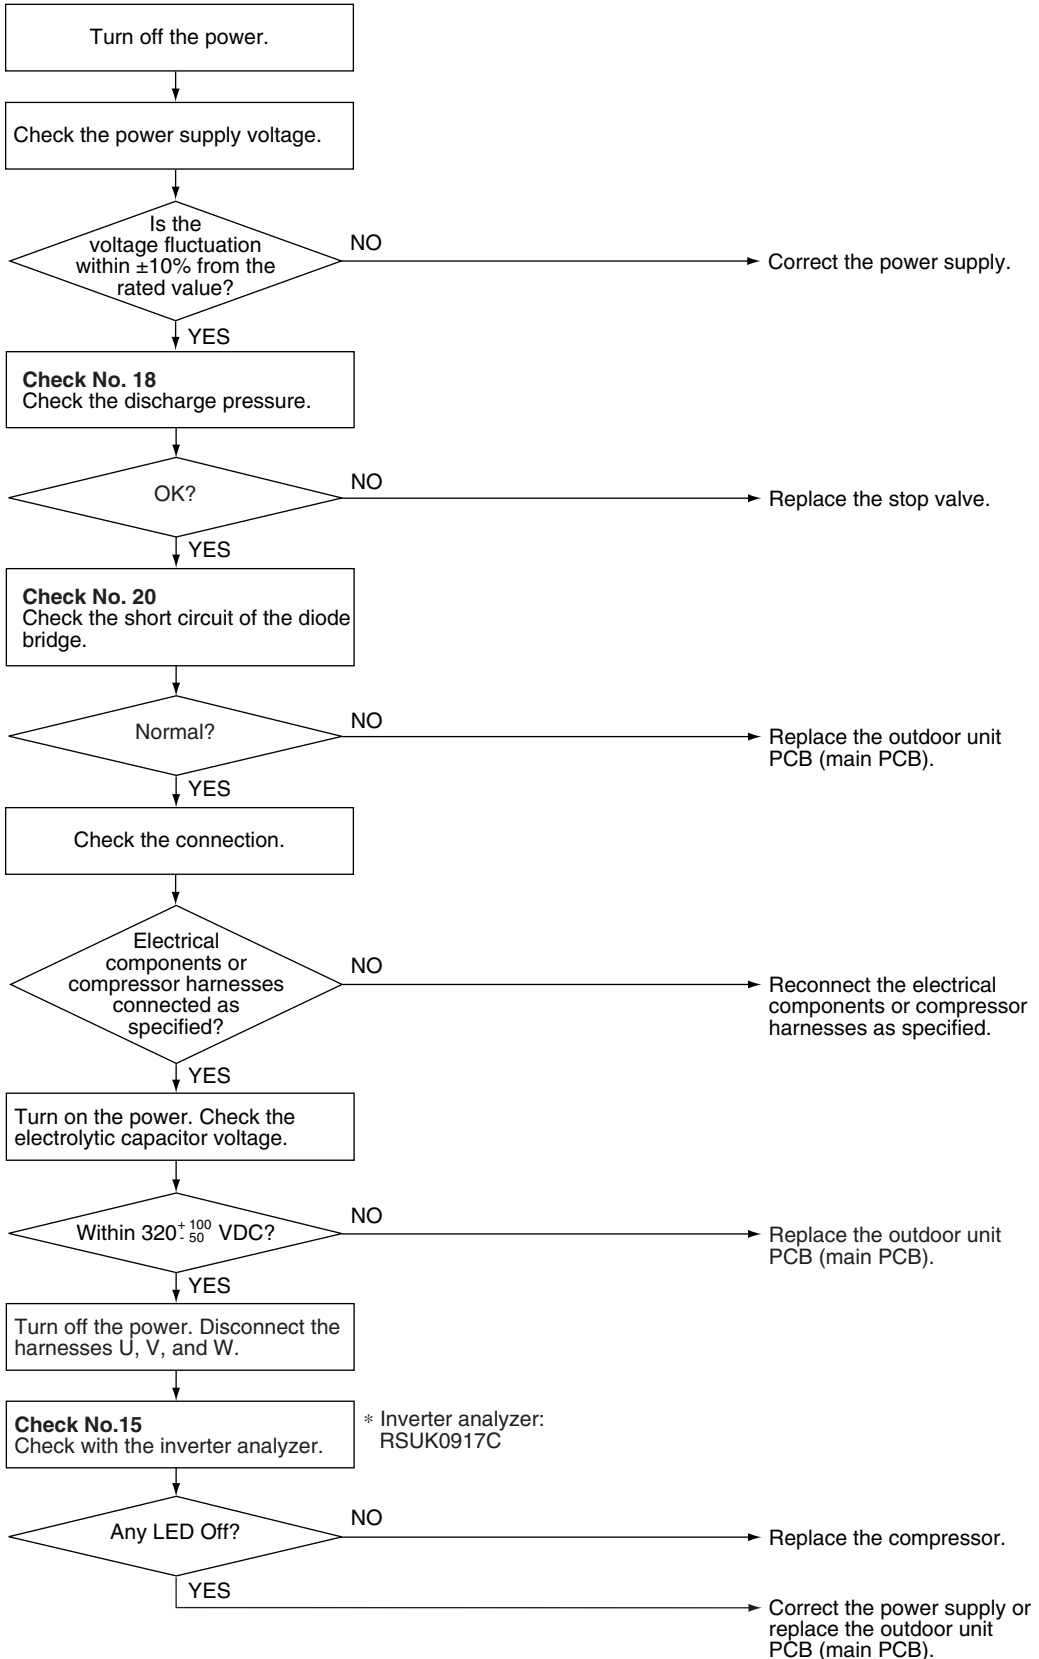 Turn off the power.
Check the power supply voltage.
Is the
voltage fluctuation
within ±10% from the
rated value?
NO
Correct the power supply.
YES
Check No. 18
Check the discharge pressure.
OK?
NO
Replace the stop valve.
YES
Check No. 20
Check the short circuit of the diode
bridge.
Normal?
NO
Replace the outdoor unit
PCB (main PCB).
YES
Check the connection.
Electrical
components or
compressor harnesses
connected as
specified?
NO
Reconnect the electrical
components or compressor
harnesses as specified.
YES
Turn on the power. Check the
electrolytic capacitor voltage.
Within 320 + 100 - 50 VDC?
NO
Replace the outdoor unit
PCB (main PCB).
YES
Turn off the power. Disconnect the
harnesses U, V, and W.
Check No.15
Check with the inverter analyzer.
* Inverter analyzer:
RSUK0917C
Any LED Off?
NO
Replace the compressor.
YES
Correct the power supply or
replace the outdoor unit
PCB (main PCB).